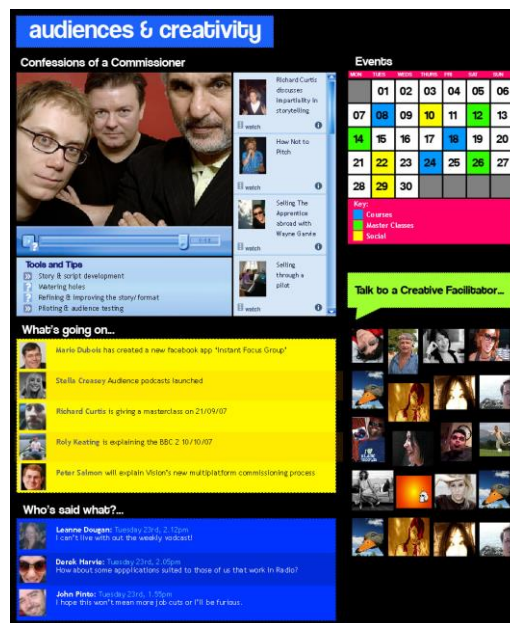 audiences & creativity
Confessions of a Commissioner
Richard Curtis
discusses
impartiality in
storytelling
watch
How Not to
Pitch
watch
Selling The
Apprentice
abroad with
Wayne Garvie
watch
Selling
through a
pilot
watch
Tools and Tips
Story & script development
Watering holes
Refining & improving the story/format
Piloting & audience testing
Events
MON TUES WEDS THURS FRI SAT SUN
01 02 03 04 05 06
07 08 09 10 11 12 13
14 15 16 17 18 19 20
21 22 23 24 25 26 27
28 29 30
Key:
Courses
Master Classes
Social
Talk to a Creative Facilitator...
What's going on...
Marie Dubois has created a new facebook app 'Instant Focus Group'
Stella Creasey Audience podcasts launched
Richard Curtis is giving a masterclass on 21/09/07
Roly Keating is explaining the BBC 2 10/10/07
Peter Salmon will explain Vision's new multiplatform commissioning process
Who's said what?...
Leanne Dougan: Tuesday 23rd, 2.12pm
I can't live with out the weekly vodcast!
Derek Harvie: Tuesday 23rd, 2.05pm
How about some appplications suited to those of us that work in Radio?
John Pinto: Tuesday 23rd, 1.55pm
I hope this won't mean more job cuts or I'll be furious.